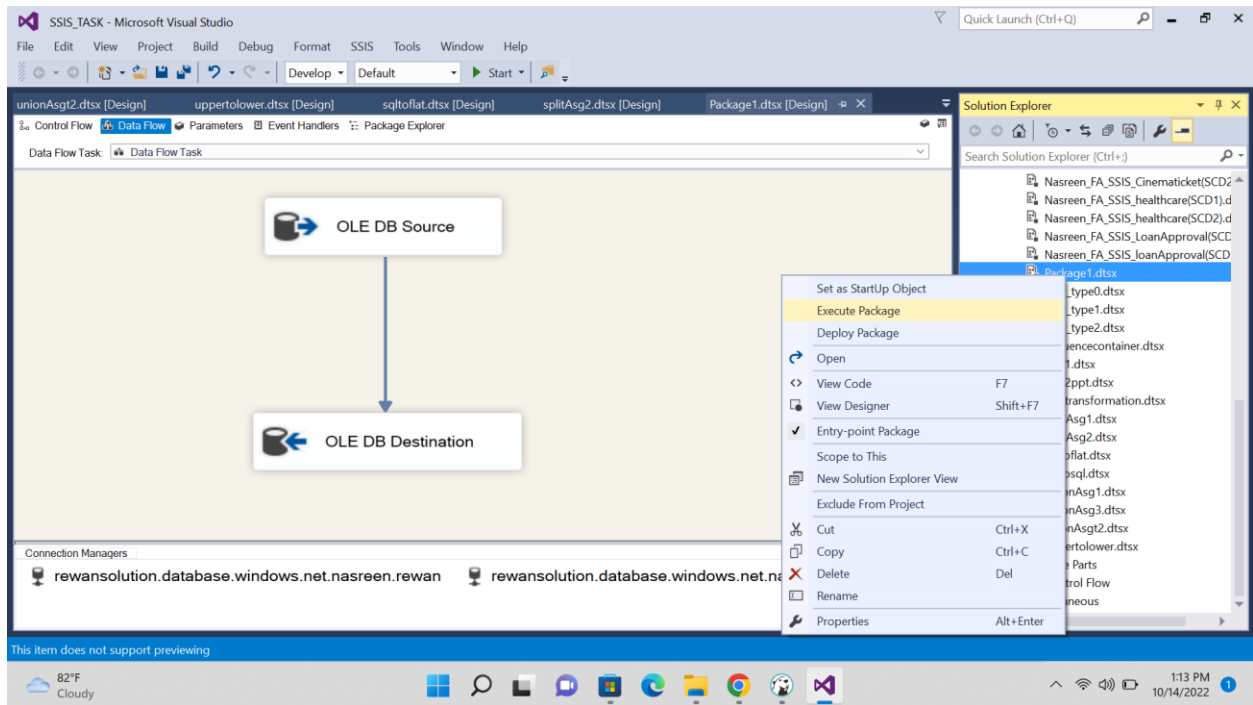 SSIS_TASK - Microsoft Visual Studio
Quick Launch (Ctrl+Q)
File Edit View Project Build Debug Format SSIS Tools Window Help
Develop Default Start
unionAsgt2.dtsx [Design] uppertolower.dtsx [Design] sqltoflat.dtsx [Design] splitAsg2.dtsx [Design] Package1.dtsx [Design]
Control Flow Data Flow Parameters Event Handlers Package Explorer
Data Flow Task: Data Flow Task
OLE DB Source
OLE DB Destination
Connection Managers
rewansolution.database.windows.net.nasreen.rewan rewansolution.database.windows.net.na
Solution Explorer
Search Solution Explorer (Ctrl+;)
Nasreen_FA_SSIS_Cinematicket(SCD2
Nasreen_FA_SSIS_healthcare(SCD1).d
Nasreen_FA_SSIS_healthcare(SCD2).d
Nasreen_FA_SSIS_LoanApproval(SCD
Nasreen_FA_SSIS_loanApproval(SCD
Package1.dtsx
_type0.dtsx
_type1.dtsx
_type2.dtsx
uencecontainer.dtsx
1.dtsx
2ppt.dtsx
transformation.dtsx
Asg1.dtsx
Asg2.dtsx
oflat.dtsx
osql.dtsx
onAsg1.dtsx
onAsg3.dtsx
onAsgt2.dtsx
ertolower.dtsx
e Parts
trol Flow
aneous
Set as StartUp Object
Execute Package
Deploy Package
Open
View Code F7
View Designer Shift+F7
Entry-point Package
Scope to This
New Solution Explorer View
Exclude From Project
Cut Ctrl+X
Copy Ctrl+C
Delete Del
Rename
Properties Alt+Enter
This item does not support previewing
82°F
Cloudy
1:13 PM
10/14/2022
1